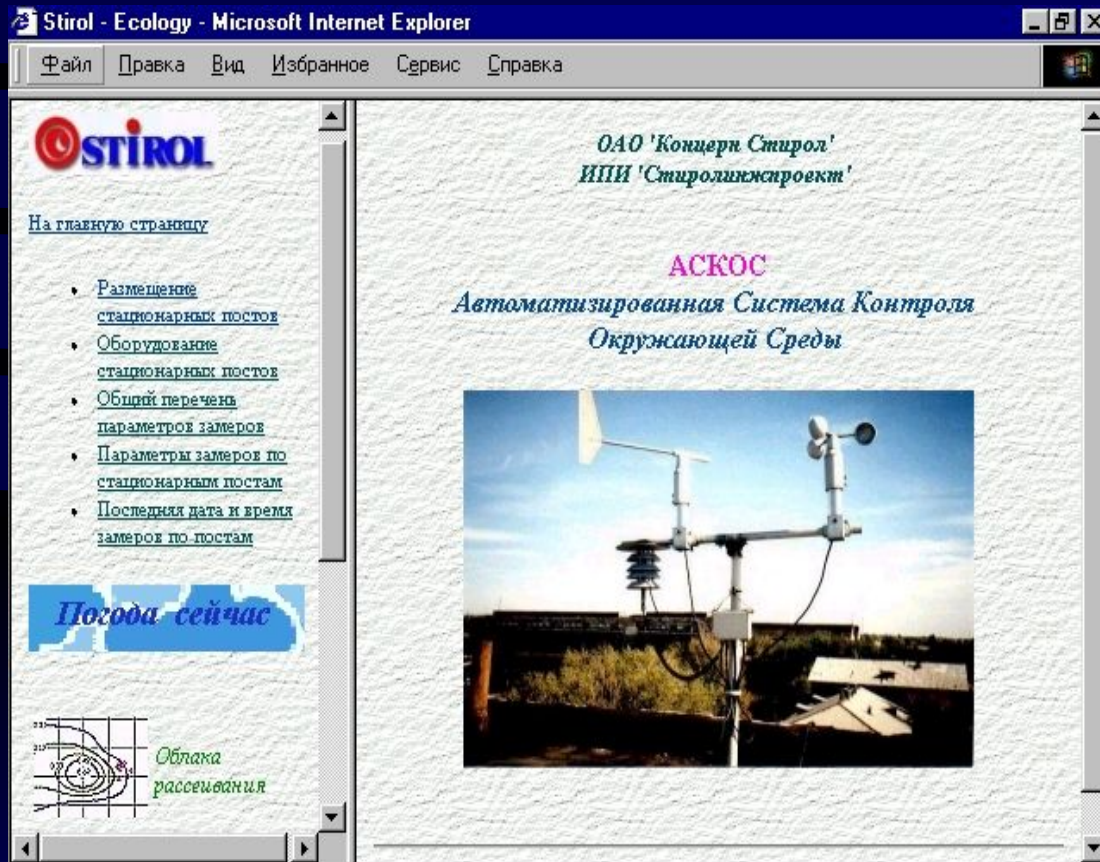 Stirol - Ecology - Microsoft Internet Explorer
Файл Правка Вид Избранное Сервис Справка
STIROL
На главную страницу
Размещение
стационарных постов
Оборудование
стационарных постов
Общий перечень
параметров замеров
Параметры замеров по
стационарным постам
Последняя дата и время
замеров по постам
Погода сейчас
Облака
рассеивания
ОАО 'Концерн Стирол'
ИПИ 'Стиролинжпроект'
АСКОС
Автоматизированная Система Контроля
Окружающей Среды